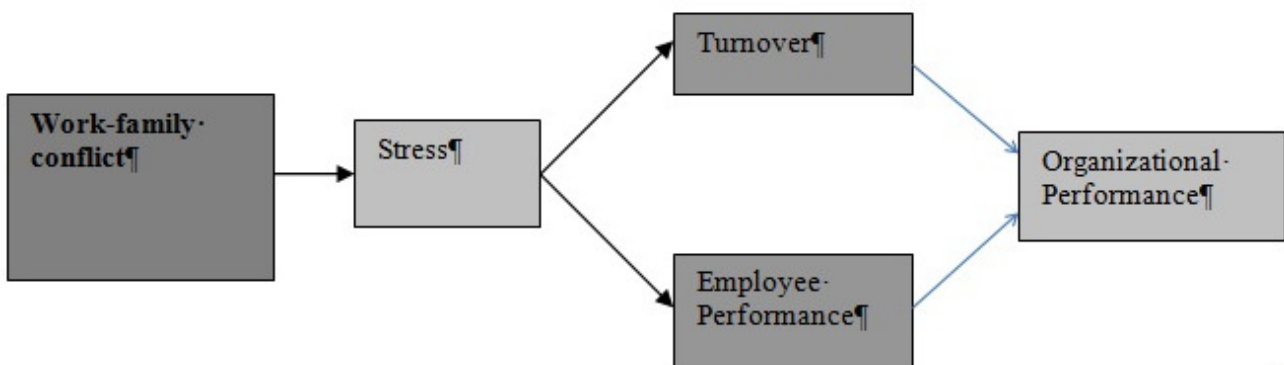 Work-family·
conflict¶
Stress¶
Turnover¶
Employee·
Performance¶
Organizational·
Performance¶